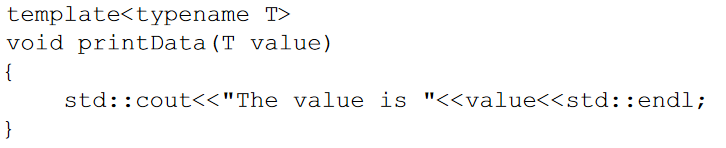 template<typename T>
void printData(T value)
{
    std::cout<<"The value is "<<value<<std::endl;
}